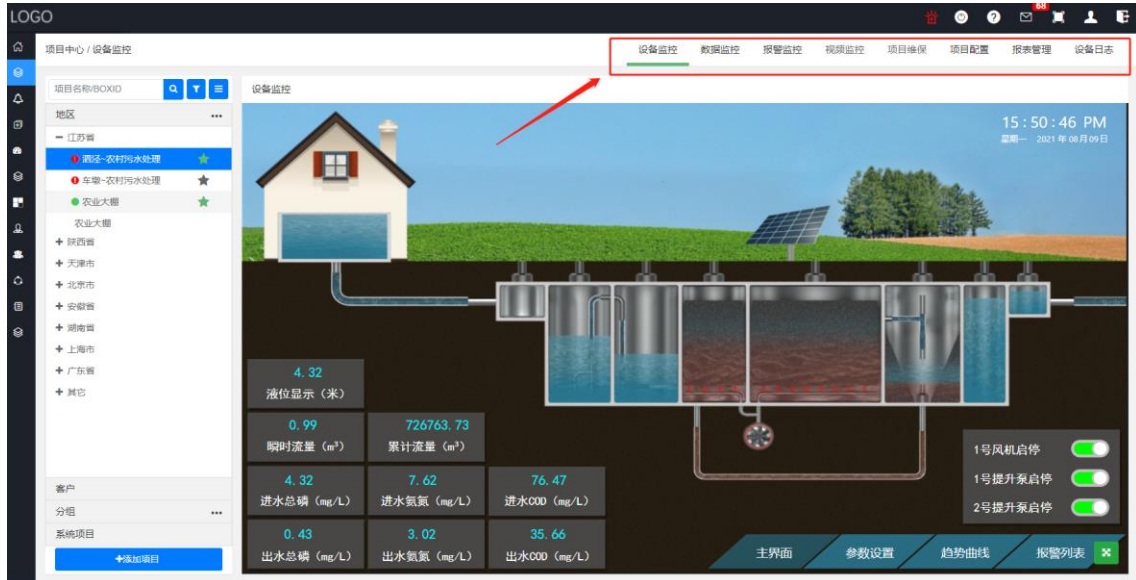 LOGO
68
项目中心 / 设备监控
设备监控 数据监控 报警监控 视频监控 项目维保 项目配置 报表管理 设备日志
项目名称/BOXID
地区
江苏省
泗泾-农村污水处理
车墩-农村污水处理
农业大棚
农业大棚
陕西省
天津市
北京市
安徽省
湖南省
上海市
广东省
其它
客户
分组
系统项目
+添加项目
设备监控
15:50:46 PM
星期一 2021年08月09日
4.32
液位显示（米）
0.99 726763.73
瞬时流量（m³） 累计流量（m³）
4.32 7.62 76.47
进水总磷（mg/L） 进水氨氮（mg/L） 进水COD（mg/L）
0.43 3.02 35.66
出水总磷（mg/L） 出水氨氮（mg/L） 出水COD（mg/L）
1号风机启停
1号提升泵启停
2号提升泵启停
主界面 参数设置 趋势曲线 报警列表